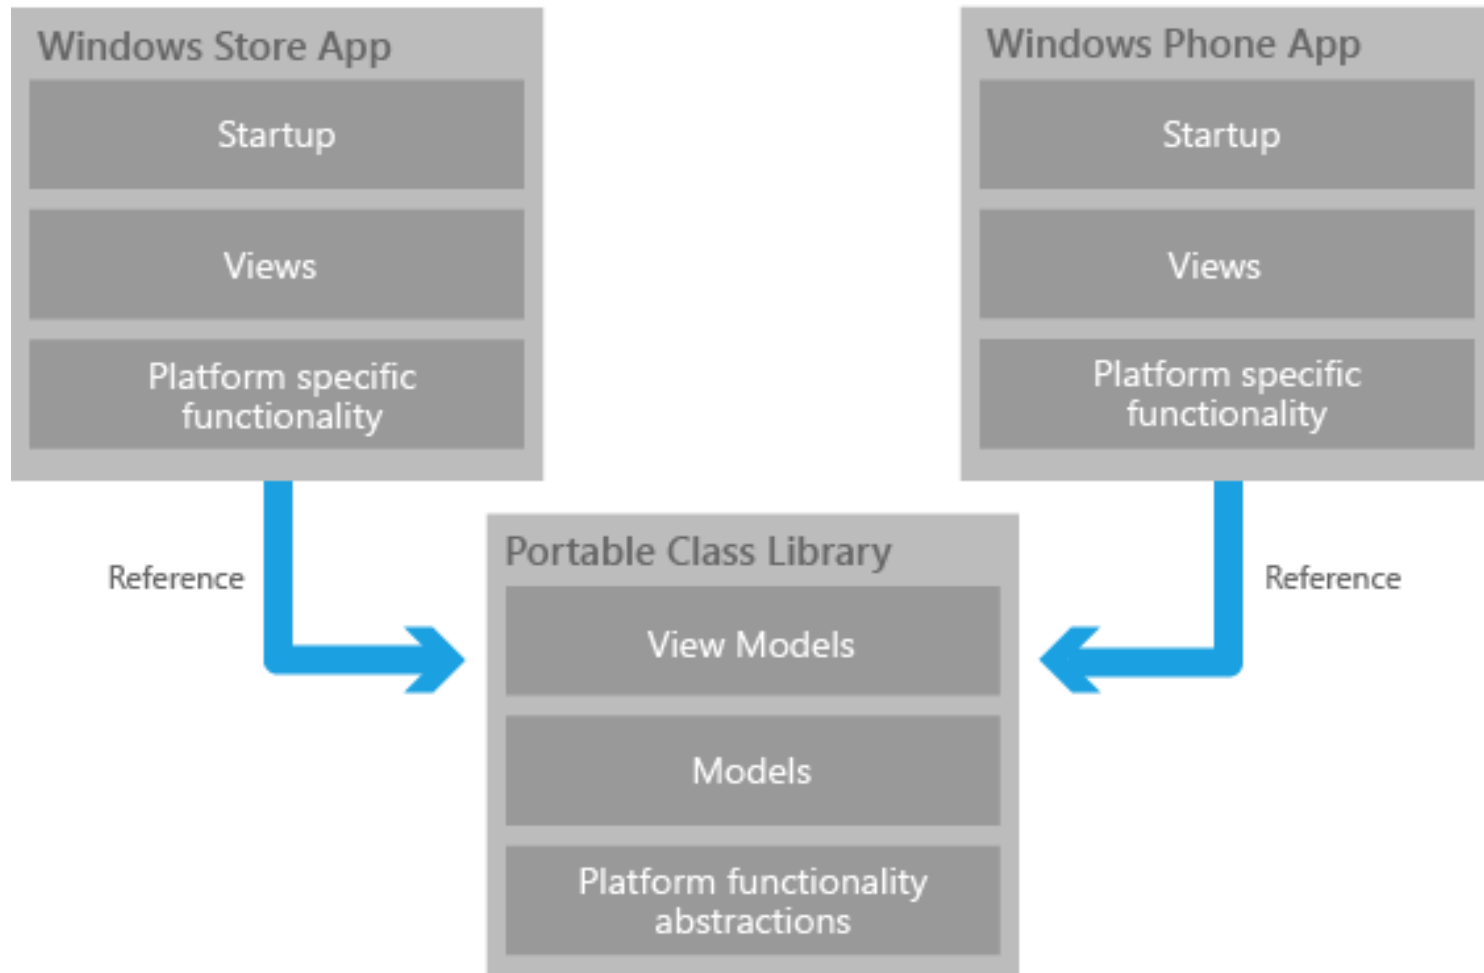 Windows Store App
Startup
Views
Platform specific
functionality
Windows Phone App
Startup
Views
Platform specific
functionality
Reference
Reference
Portable Class Library
View Models
Models
Platform functionality
abstractions